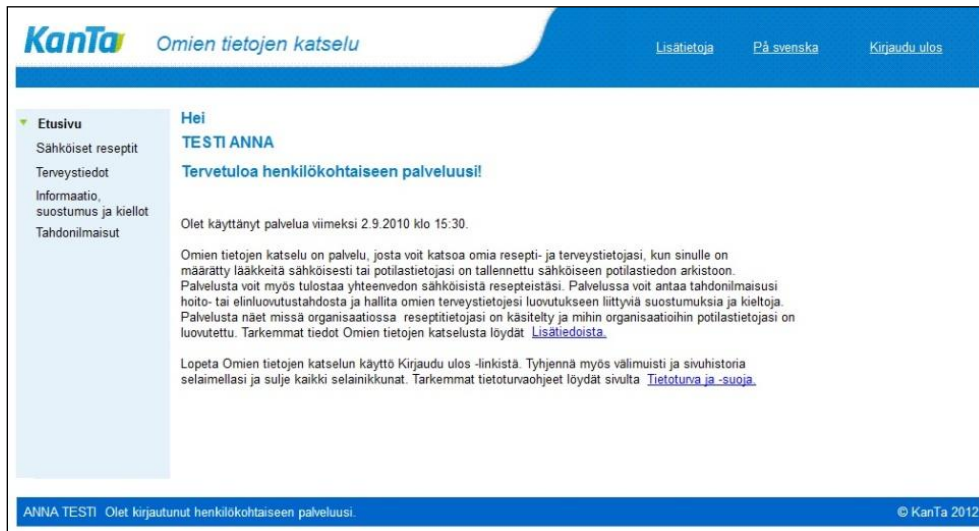 KanTa Omien tietojen katselu Lisätietoja På svenska Kirjaudu ulos
Etusivu
Sähköiset reseptit
Terveystiedot
Informaatio,
suostumus ja kiellot
Tahdonilmaisut
Hei
TESTI ANNA
Tervetuloa henkilökohtaiseen palveluusi!
Olet käyttänyt palvelua viimeksi 2.9.2010 klo 15:30.
Omien tietojen katselu on palvelu, josta voit katsoa omia resepti- ja terveystietojasi, kun sinulle on
määrätty lääkkeitä sähköisesti tai potilastietojasi on tallennettu sähköiseen potilastiedon arkistoon.
Palvelusta voit myös tulostaa yhteenvedon sähköisistä resepteistäsi. Palvelussa voit antaa tahdonilmaisusi
hoito- tai elinluovutustahdosta ja hallita omien terveystietojesi luovutukseen liittyviä suostumuksia ja kieltoja.
Palvelusta näet missä organisaatiossa reseptitietojasi on käsitelty ja mihin organisaatioihin potilastietojasi on
luovutettu. Tarkemmat tiedot Omien tietojen katselusta löydät Lisätiedoista.
Lopeta Omien tietojen katselun käyttö Kirjaudu ulos -linkistä. Tyhjennä myös välimuisti ja sivuhistoria
selaimellasi ja sulje kaikki selainikkunat. Tarkemmat tietoturvaohjeet löydät sivulta Tietoturva ja -suoja.
ANNA TESTI Olet kirjautunut henkilökohtaiseen palveluusi. © KanTa 2012